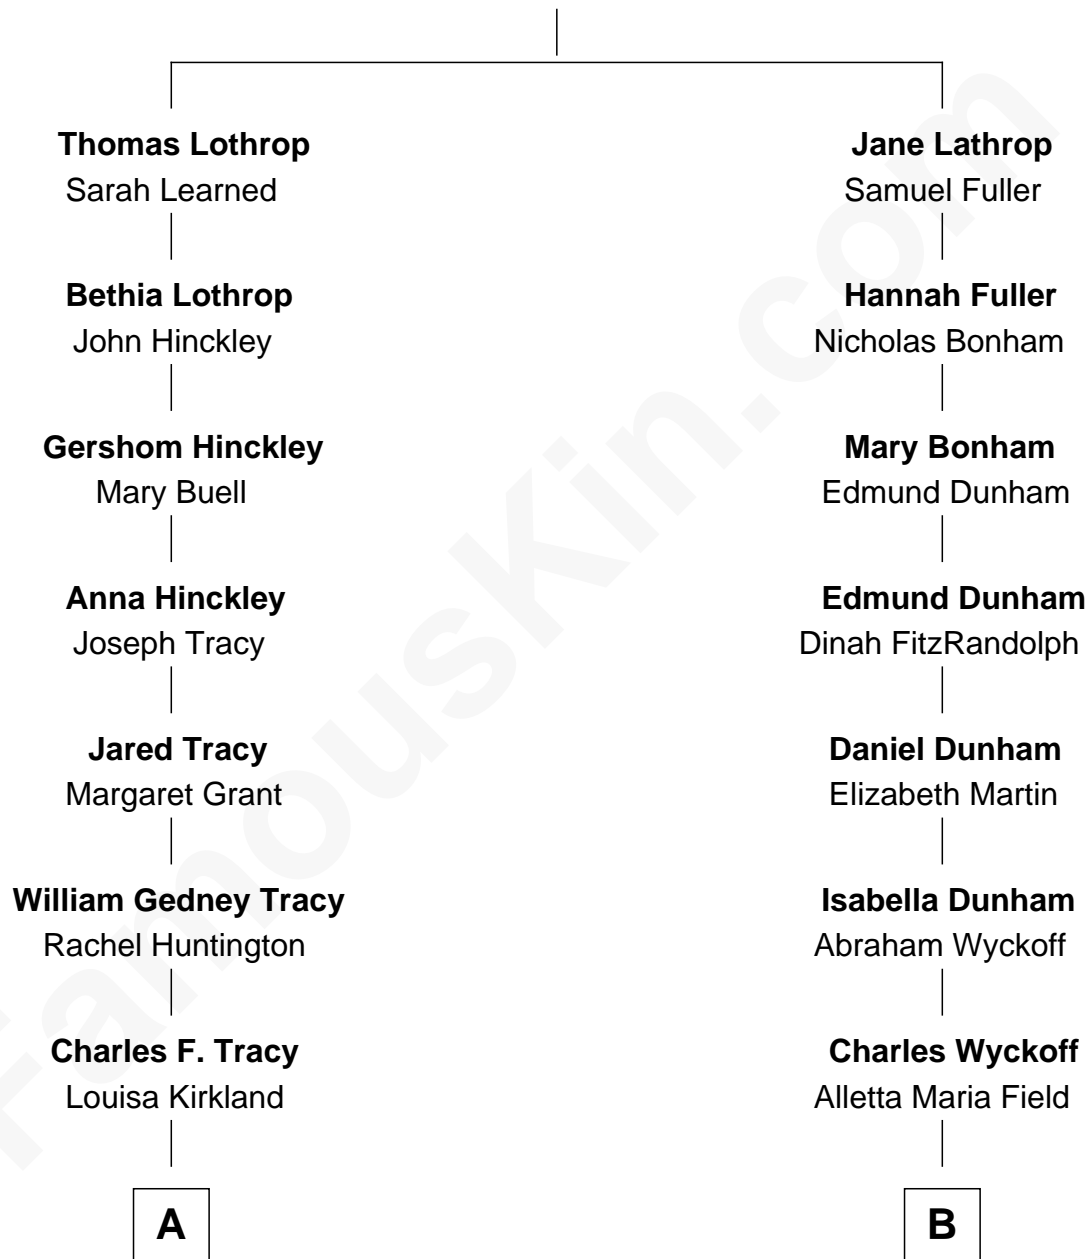 Thomas Lothrop
Sarah Learned
Bethia Lothrop
John Hinckley
Gershom Hinckley
Mary Buell
Anna Hinckley
Joseph Tracy
Jared Tracy
Margaret Grant
William Gedney Tracy
Rachel Huntington
Charles F. Tracy
Louisa Kirkland
A
Jane Lathrop
Samuel Fuller
Hannah Fuller
Nicholas Bonham
Mary Bonham
Edmund Dunham
Edmund Dunham
Dinah FitzRandolph
Daniel Dunham
Elizabeth Martin
Isabella Dunham
Abraham Wyckoff
Charles Wyckoff
Alletta Maria Field
B
FamousKin.com